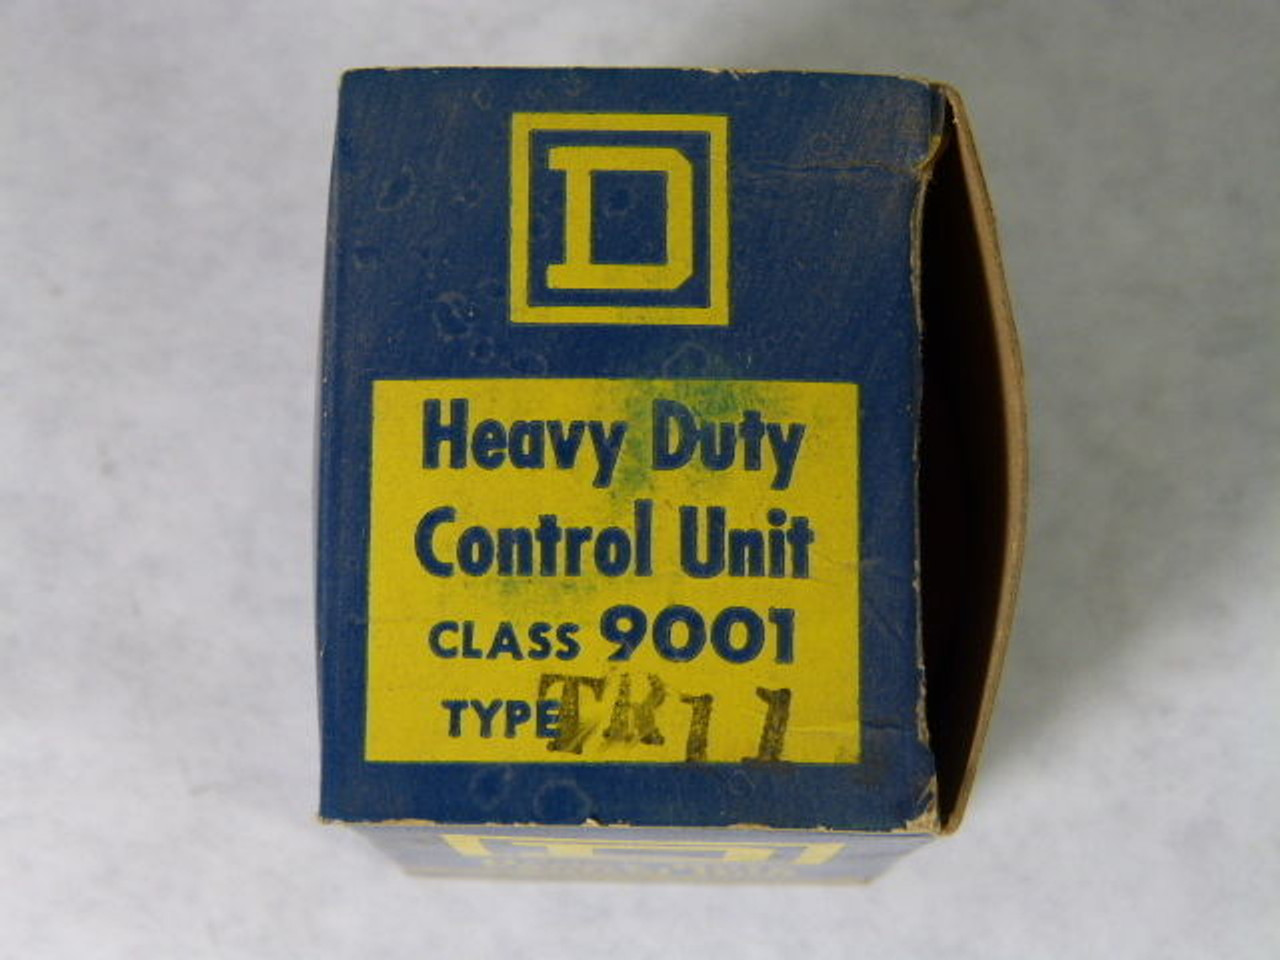 D
Heavy Duty
Control Unit
CLASS 9001
TYPE TR11